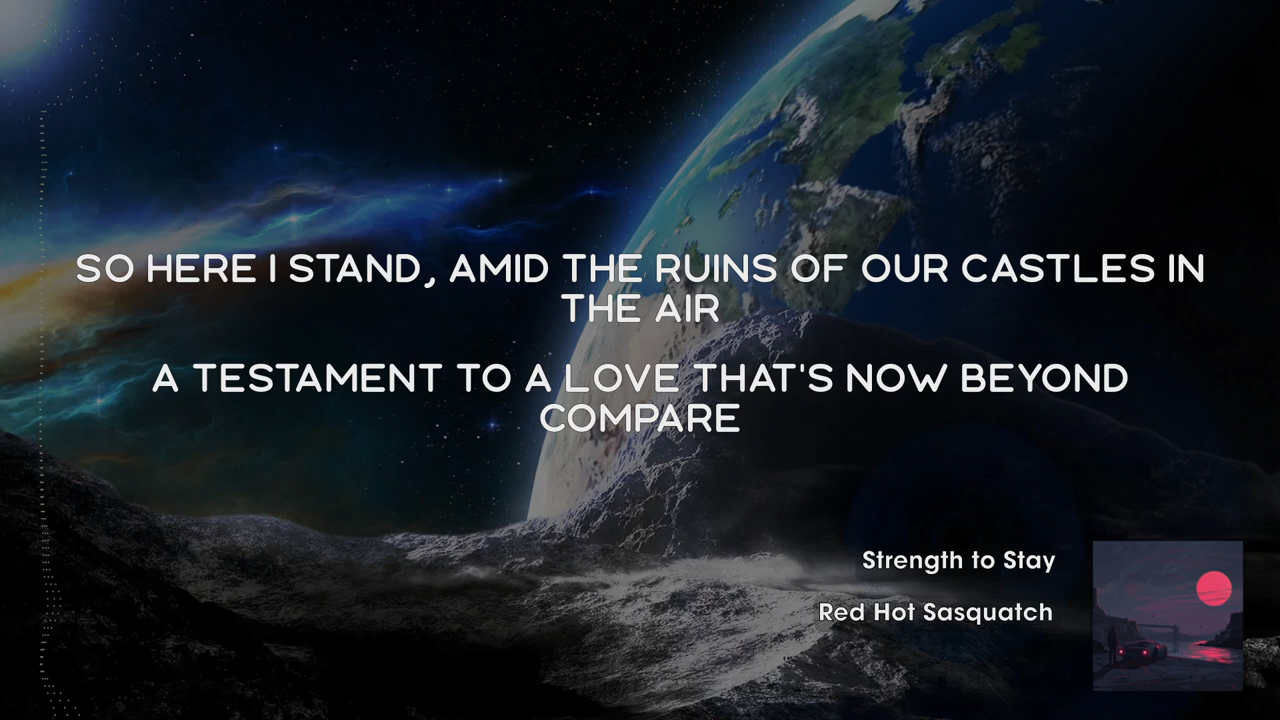 SO HERE I STAND, AMID THE RUINS OF OUR CASTLES IN
THE AIR
A TESTAMENT TO A LOVE THAT'S NOW BEYOND
COMPARE
Strength to Stay
Red Hot Sasquatch